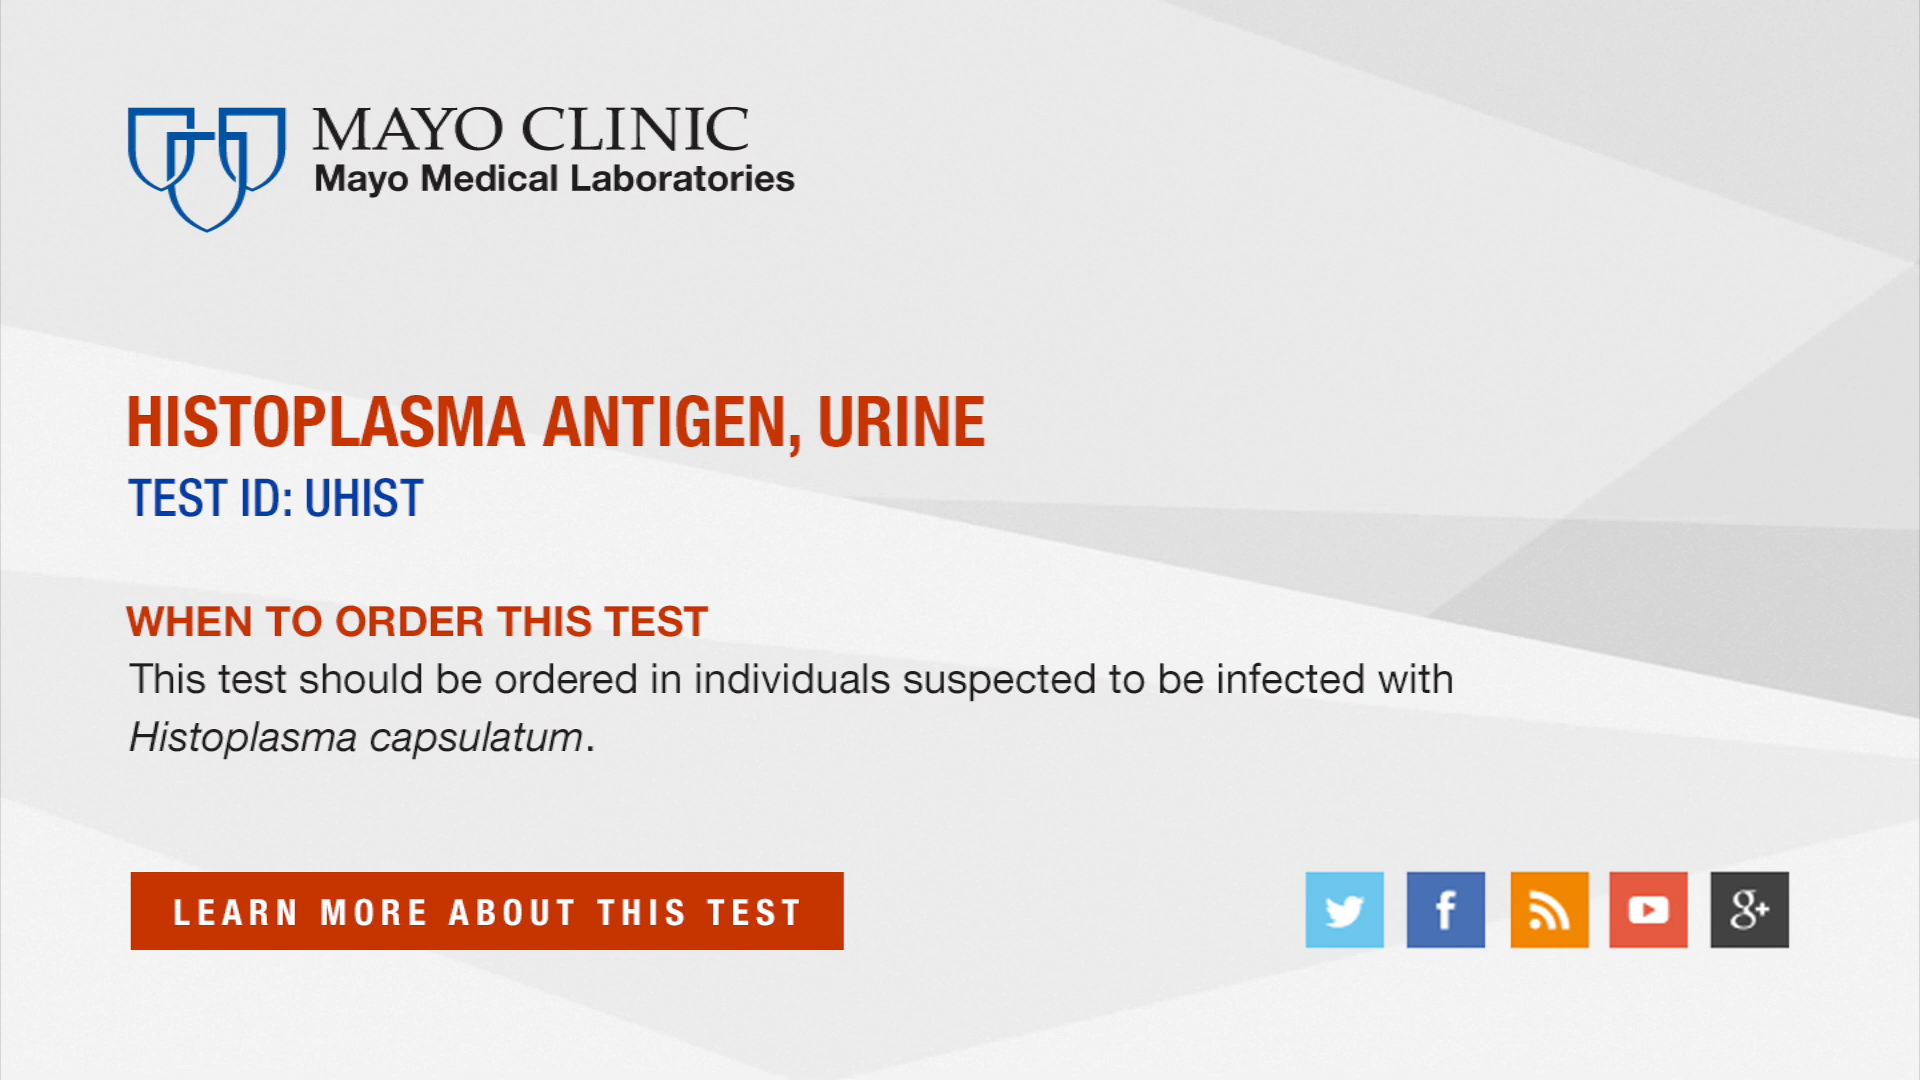 MAYO CLINIC
Mayo Medical Laboratories
HISTOPLASMA ANTIGEN, URINE
TEST ID: UHIST
WHEN TO ORDER THIS TEST
This test should be ordered in individuals suspected to be infected with
Histoplasma capsulatum.
LEARN MORE ABOUT THIS TEST
f
g+